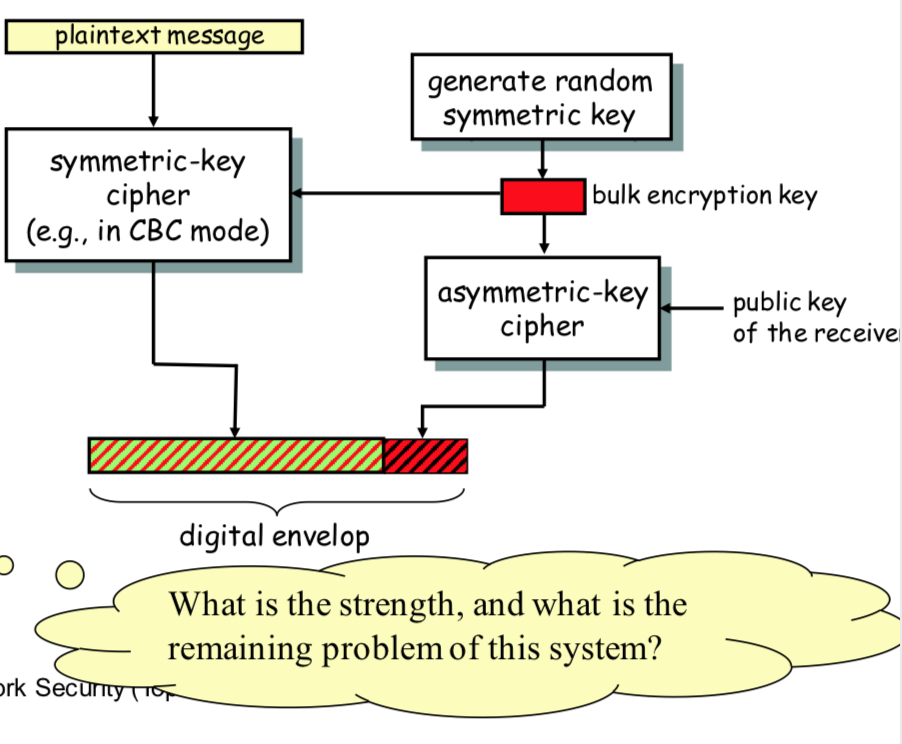 plaintext message
generate random
symmetric key
symmetric-key
cipher
(e.g., in CBC mode)
bulk encryption key
asymmetric-key
cipher
public key
of the receive
digital envelop
What is the strength, and what is the
remaining problem of this system?
ork Security (